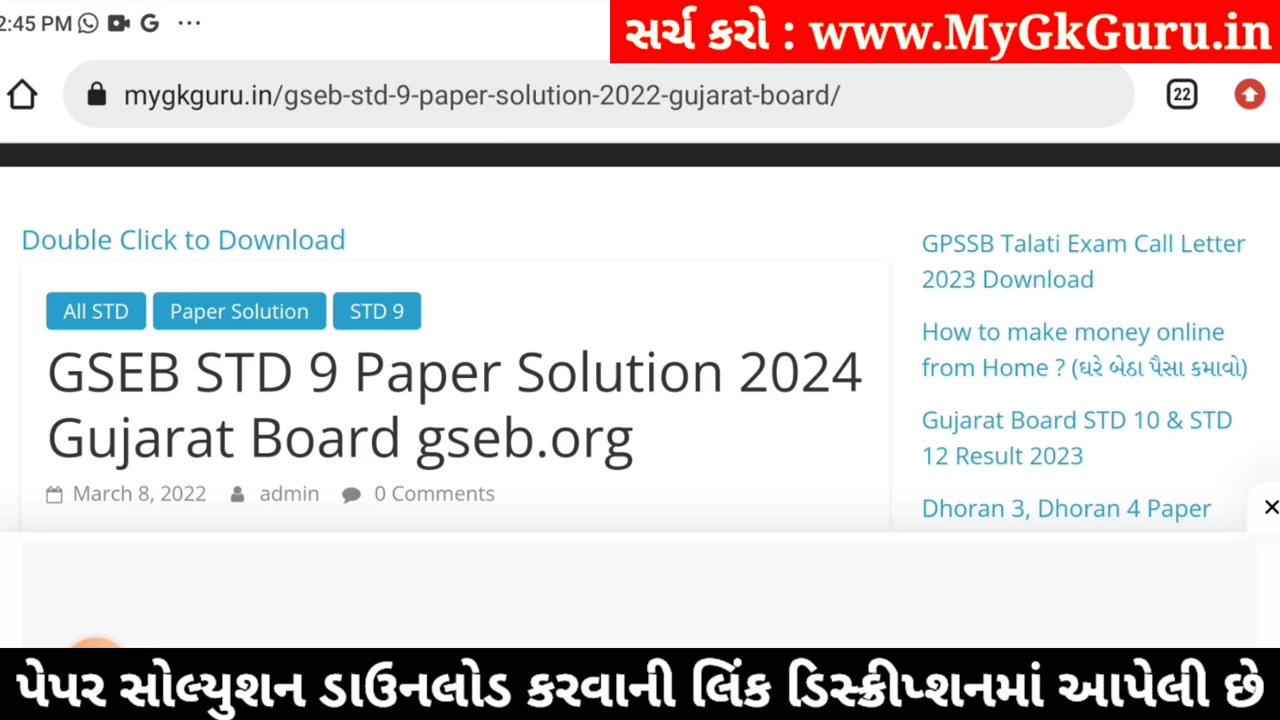 2:45 PM
સર્ચ કરો : www.MyGkGuru.in
mygkguru.in/gseb-std-9-paper-solution-2022-gujarat-board/
22
Double Click to Download
All STD Paper Solution STD 9
GSEB STD 9 Paper Solution 2024
Gujarat Board gseb.org
March 8, 2022 admin 0 Comments
GPSSB Talati Exam Call Letter
2023 Download
How to make money online
from Home ? (ઘરે બેઠા પૈસા કમાવો)
Gujarat Board STD 10 & STD
12 Result 2023
Dhoran 3, Dhoran 4 Paper
પેપર સોલ્યુશન ડાઉનલોડ કરવાની લિંક ડિસ્ક્રીપ્શનમાં આપેલી છે